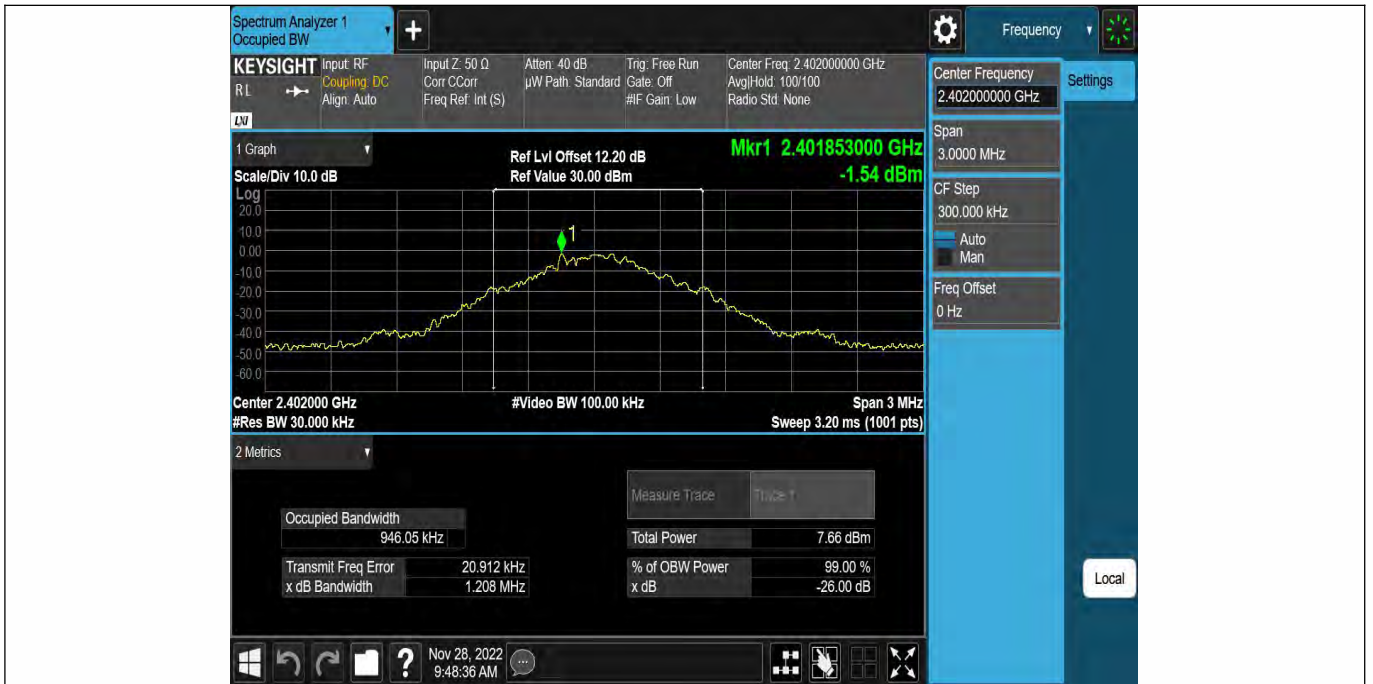 Spectrum Analyzer 1
Occupied BW
+
Frequency
KEYSIGHT
RL
LXI
Input: RF
Coupling: DC
Align: Auto
Input Z: 50 Ω
Corr CCorr
Freq Ref: Int (S)
Atten: 40 dB
µW Path: Standard
Trig: Free Run
Gate: Off
#IF Gain: Low
Center Freq: 2.402000000 GHz
Avg|Hold: 100/100
Radio Std: None
Center Frequency
2.402000000 GHz
Settings
Span
3.0000 MHz
CF Step
300.000 kHz
Auto
Man
Freq Offset
0 Hz
Local
1 Graph
Scale/Div 10.0 dB
Ref Lvl Offset 12.20 dB
Ref Value 30.00 dBm
Mkr1 2.401853000 GHz
-1.54 dBm
Log
20.0
10.0
0.00
-10.0
-20.0
-30.0
-40.0
-50.0
-60.0
1
Center 2.402000 GHz
#Res BW 30.000 kHz
#Video BW 100.00 kHz
Span 3 MHz
Sweep 3.20 ms (1001 pts)
2 Metrics
Measure Trace Trace 1
Occupied Bandwidth
946.05 kHz
Total Power 7.66 dBm
Transmit Freq Error 20.912 kHz
% of OBW Power 99.00 %
x dB Bandwidth 1.208 MHz
x dB -26.00 dB
?
Nov 28, 2022
9:48:36 AM